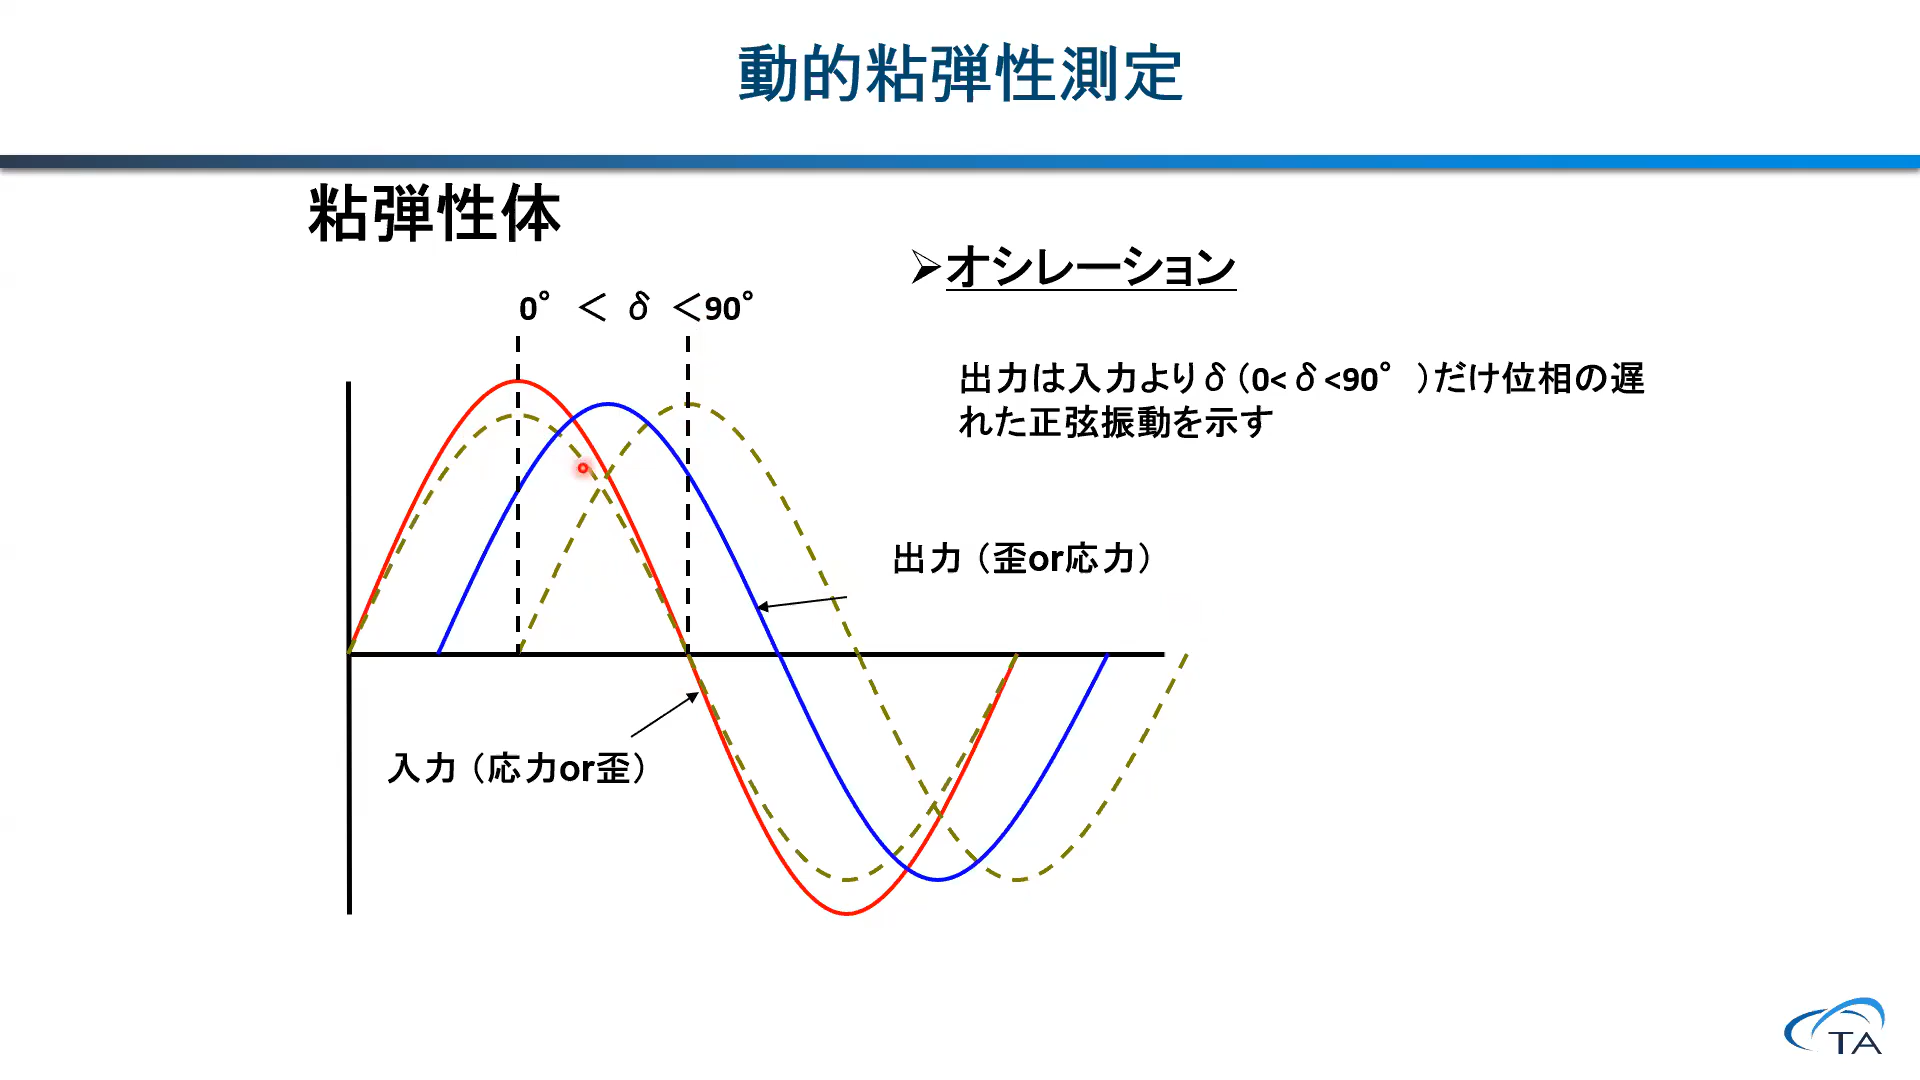 動的粘弾性測定
粘弾性体
➢オシレーション
0° < δ <90°
出力は入力よりδ(0<δ<90°)だけ位相の遅
れた正弦振動を示す
出力(歪or応力)
入力(応力or歪)
TA